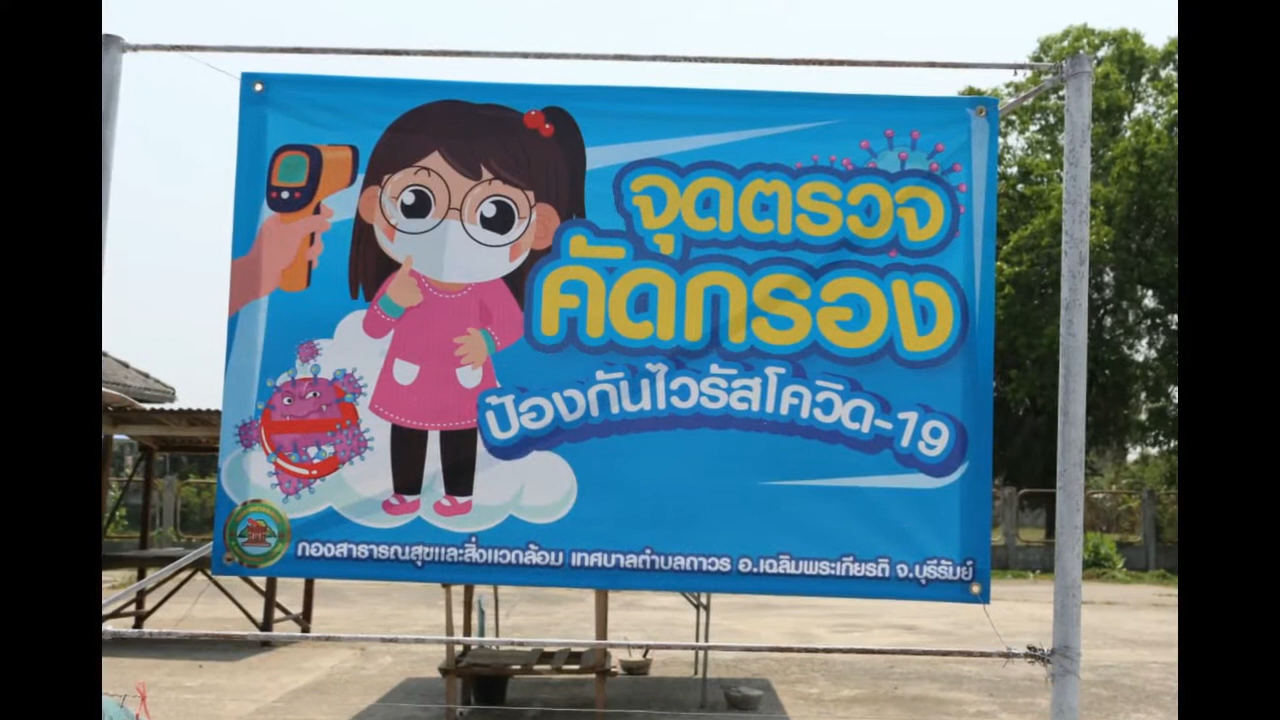 จุดตรวจ
คัดกรอง
ป้องกันไวรัสโควิด-19
กองสาธารณสุขและสิ่งแวดล้อม เทศบาลตำบลถาวร อ.เฉลิมพระเกียรติ จ.บุรีรัมย์